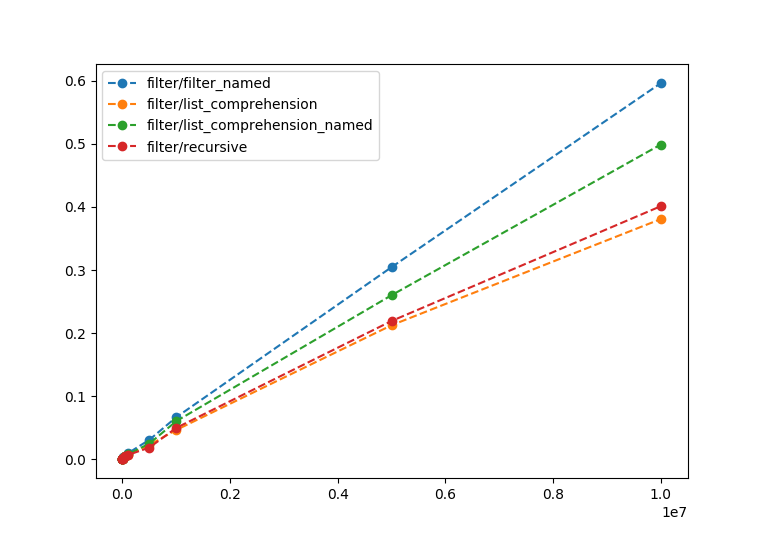 filter/filter_named
filter/list_comprehension
filter/list_comprehension_named
filter/recursive
0.6
0.5
0.4
0.3
0.2
0.1
0.0
0.0 0.2 0.4 0.6 0.8 1.0
1e7